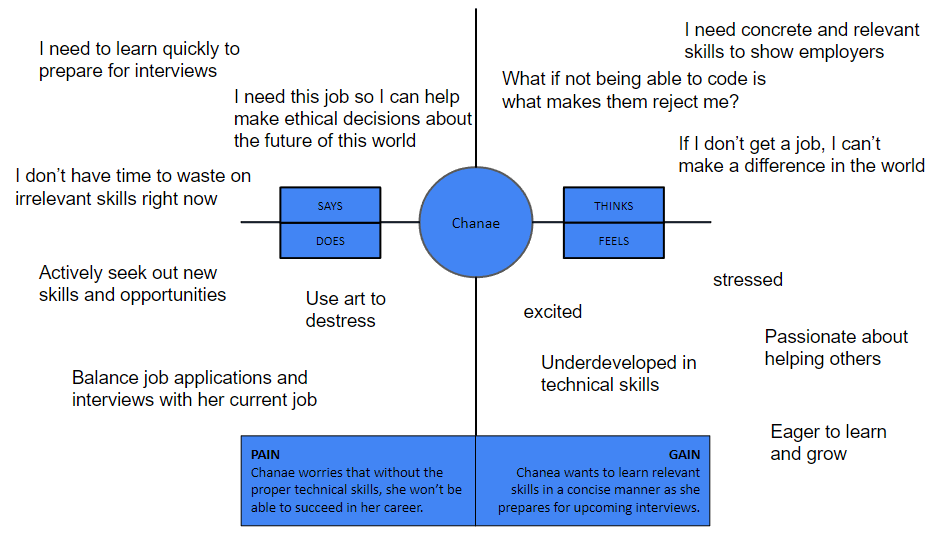 I need to learn quickly to
prepare for interviews
I need this job so I can help
make ethical decisions about
the future of this world
I don’t have time to waste on
irrelevant skills right now
I need concrete and relevant
skills to show employers
What if not being able to code is
what makes them reject me?
If I don’t get a job, I can’t
make a difference in the world
SAYS
DOES
Chanae
THINKS
FEELS
Actively seek out new
skills and opportunities
Use art to
destress
Balance job applications and
interviews with her current job
stressed
excited
Passionate about
helping others
Underdeveloped in
technical skills
Eager to learn
and grow
PAIN
Chanae worries that without the
proper technical skills, she won’t be
able to succeed in her career.
GAIN
Chanea wants to learn relevant
skills in a concise manner as she
prepares for upcoming interviews.